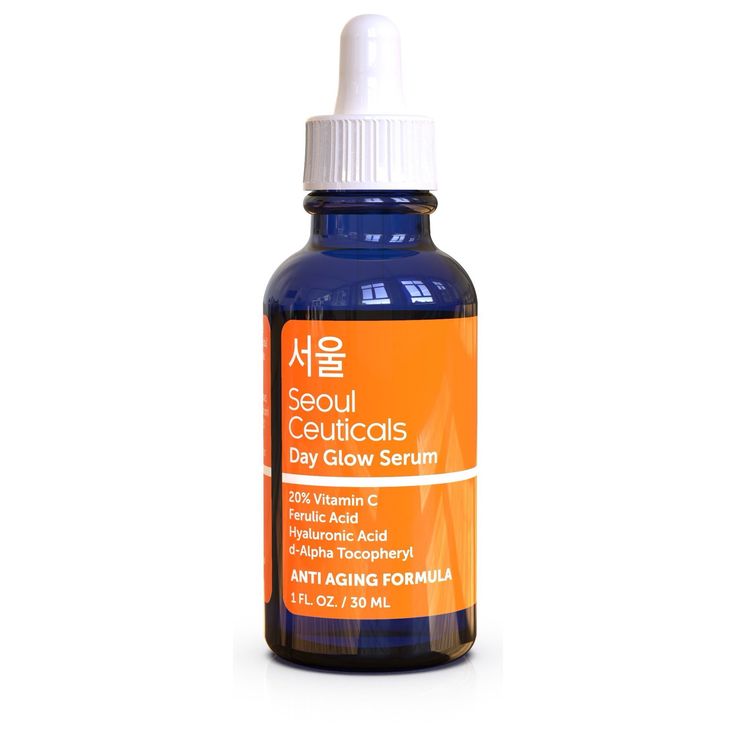 서울
Seoul
Ceuticals
Day Glow Serum
20% Vitamin C
Ferulic Acid
Hyaluronic Acid
d-Alpha Tocopheryl
ANTI AGING FORMULA
1 FL. OZ. / 30 ML